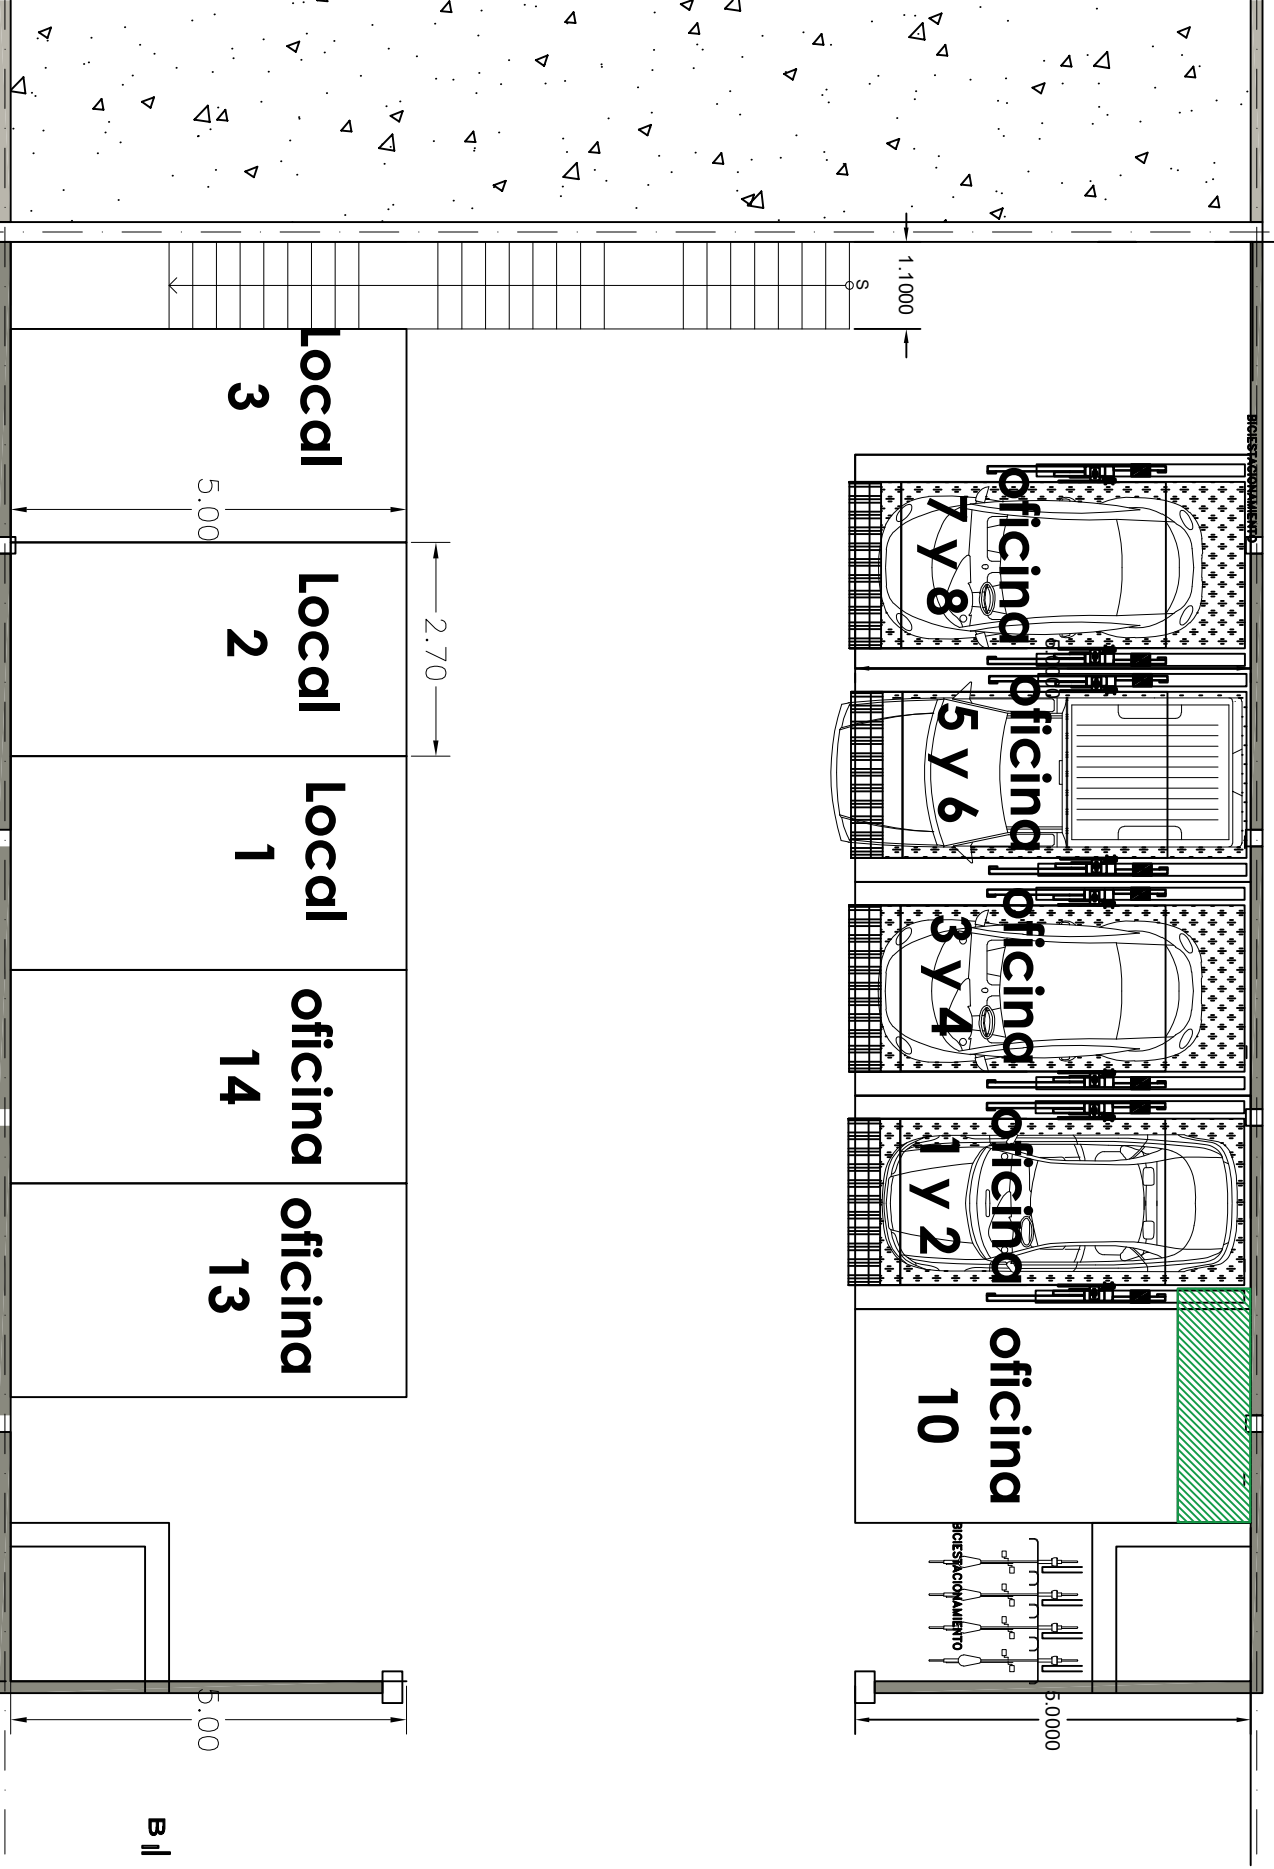 BICIESTACIONAMIENTO
oficina
7 y 8
oficina
5 y 6
oficina
3 y 4
oficina
1 y 2
oficina
10
BICIESTACIONAMIENTO
5.0000
1.1000
S
2.70
Local
3
5.00
Local
2
Local
1
oficina
14
oficina
13
5.00
B